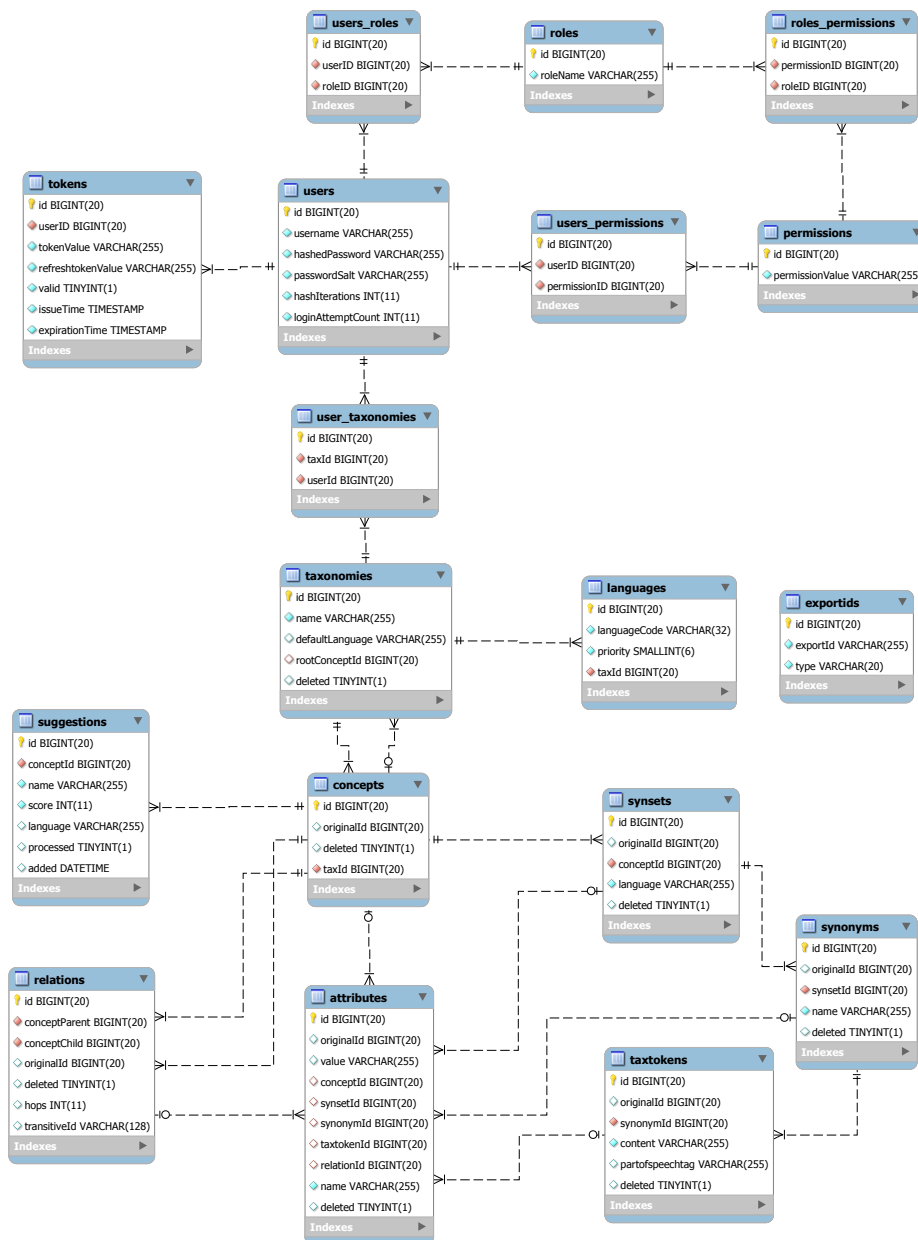 users_roles
id BIGINT(20)
userID BIGINT(20)
roleID BIGINT(20)
Indexes
roles
id BIGINT(20)
roleName VARCHAR(255)
Indexes
roles_permissions
id BIGINT(20)
permissionID BIGINT(20)
roleID BIGINT(20)
Indexes
tokens
id BIGINT(20)
userID BIGINT(20)
tokenValue VARCHAR(255)
refreshtokenValue VARCHAR(255)
valid TINYINT(1)
issueTime TIMESTAMP
expirationTime TIMESTAMP
Indexes
users
id BIGINT(20)
username VARCHAR(255)
hashedPassword VARCHAR(255)
passwordSalt VARCHAR(255)
hashIterations INT(11)
loginAttemptCount INT(11)
Indexes
users_permissions
id BIGINT(20)
userID BIGINT(20)
permissionID BIGINT(20)
Indexes
permissions
id BIGINT(20)
permissionValue VARCHAR(255)
Indexes
user_taxonomies
id BIGINT(20)
taxId BIGINT(20)
userId BIGINT(20)
Indexes
taxonomies
id BIGINT(20)
name VARCHAR(255)
defaultLanguage VARCHAR(255)
rootConceptId BIGINT(20)
deleted TINYINT(1)
Indexes
languages
id BIGINT(20)
languageCode VARCHAR(32)
priority SMALLINT(6)
taxId BIGINT(20)
Indexes
exportids
id BIGINT(20)
exportId VARCHAR(255)
type VARCHAR(20)
Indexes
suggestions
id BIGINT(20)
conceptId BIGINT(20)
name VARCHAR(255)
score INT(11)
language VARCHAR(255)
processed TINYINT(1)
added DATETIME
Indexes
concepts
id BIGINT(20)
originalId BIGINT(20)
deleted TINYINT(1)
taxId BIGINT(20)
Indexes
synsets
id BIGINT(20)
originalId BIGINT(20)
conceptId BIGINT(20)
language VARCHAR(255)
deleted TINYINT(1)
Indexes
synonyms
id BIGINT(20)
originalId BIGINT(20)
synsetId BIGINT(20)
name VARCHAR(255)
deleted TINYINT(1)
Indexes
relations
id BIGINT(20)
conceptParent BIGINT(20)
conceptChild BIGINT(20)
originalId BIGINT(20)
deleted TINYINT(1)
hops INT(11)
transitiveId VARCHAR(128)
Indexes
attributes
id BIGINT(20)
originalId BIGINT(20)
value VARCHAR(255)
conceptId BIGINT(20)
synsetId BIGINT(20)
synonymId BIGINT(20)
taxtokenId BIGINT(20)
relationId BIGINT(20)
name VARCHAR(255)
deleted TINYINT(1)
Indexes
taxtokens
id BIGINT(20)
originalId BIGINT(20)
synonymId BIGINT(20)
content VARCHAR(255)
partofspeechtag VARCHAR(255)
deleted TINYINT(1)
Indexes